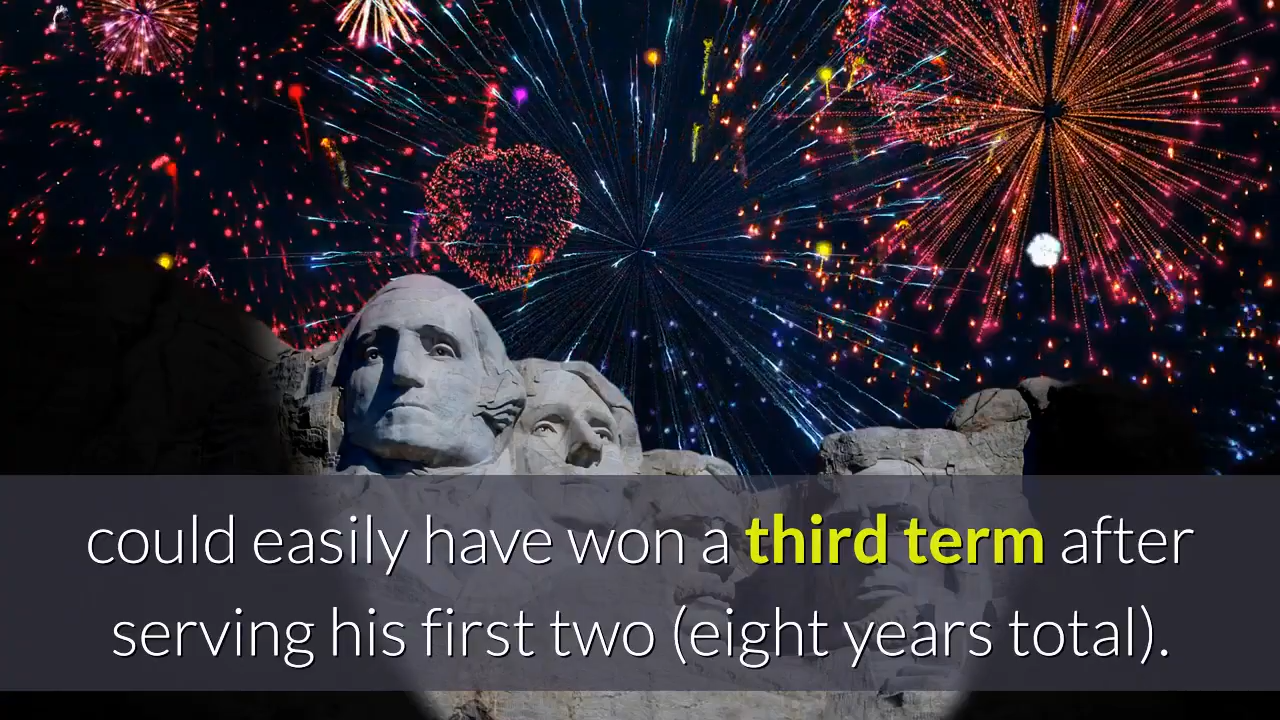 could easily have won a third term after
serving his first two (eight years total).